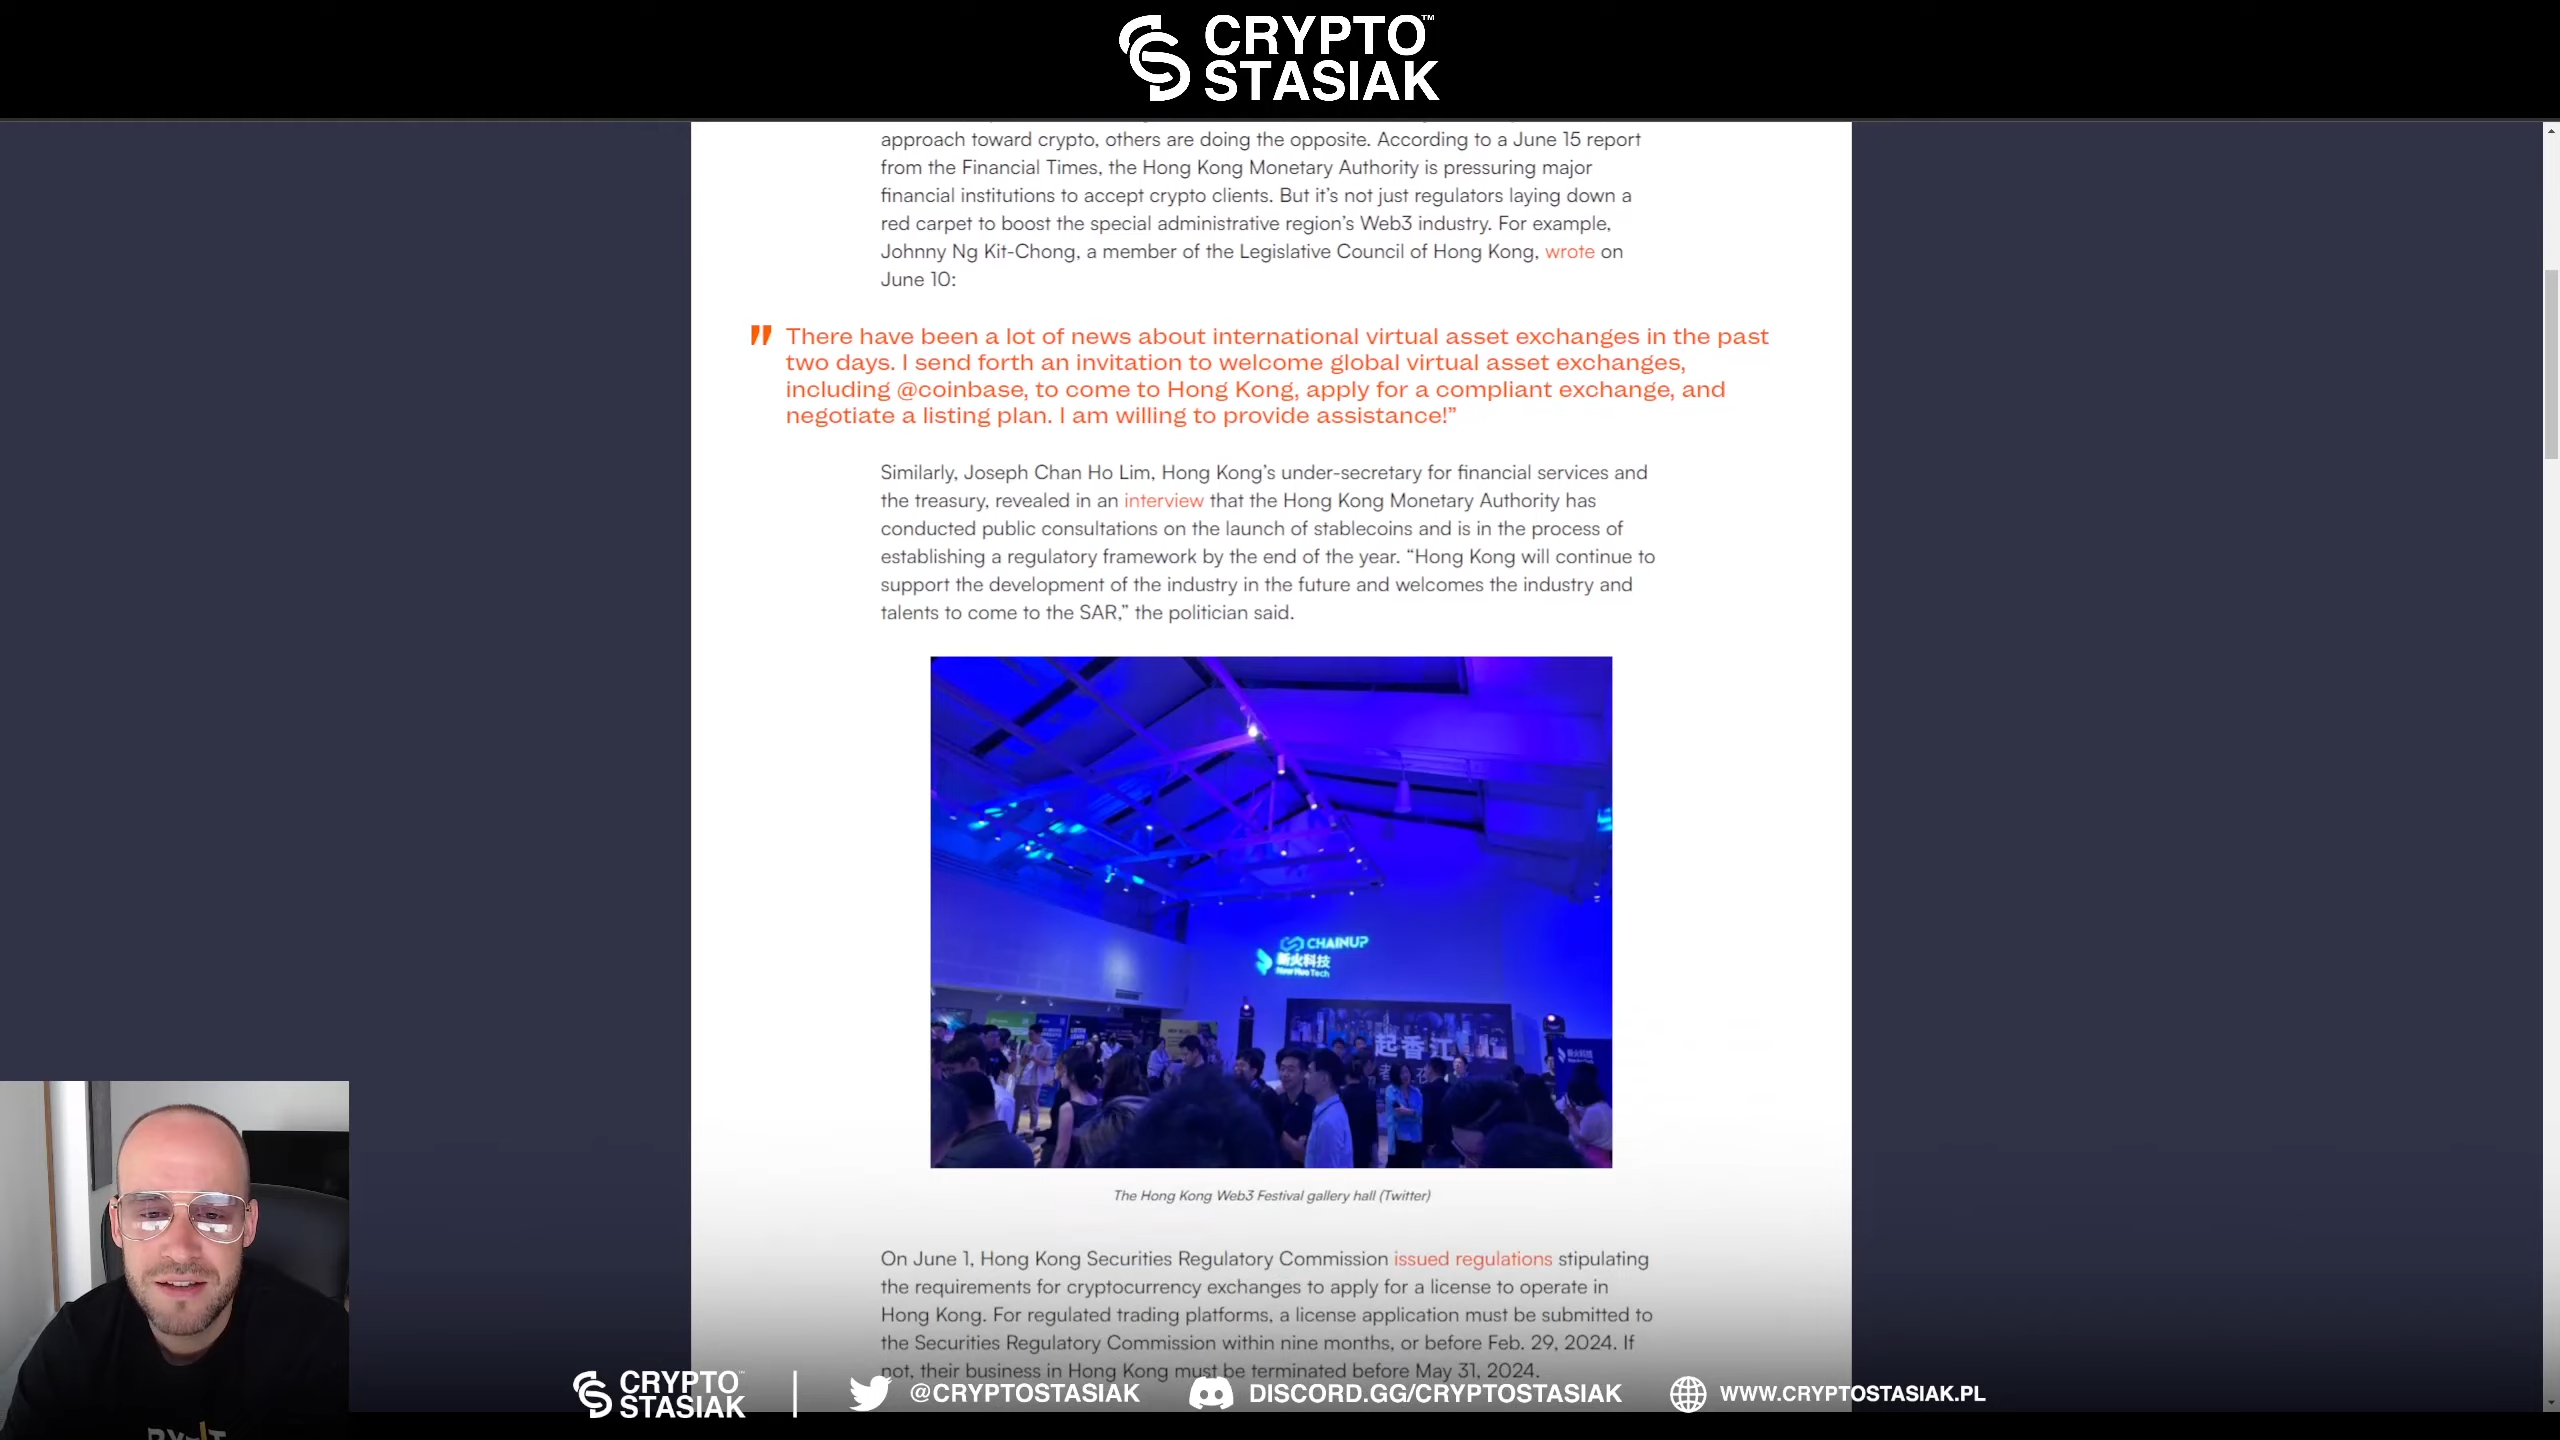 CRYPTO™
STASIAK
approach toward crypto, others are doing the opposite. According to a June 15 report
from the Financial Times, the Hong Kong Monetary Authority is pressuring major
financial institutions to accept crypto clients. But it’s not just regulators laying down a
red carpet to boost the special administrative region’s Web3 industry. For example,
Johnny Ng Kit-Chong, a member of the Legislative Council of Hong Kong, wrote on
June 10:
" There have been a lot of news about international virtual asset exchanges in the past
two days. I send forth an invitation to welcome global virtual asset exchanges,
including @coinbase, to come to Hong Kong, apply for a compliant exchange, and
negotiate a listing plan. I am willing to provide assistance!”
Similarly, Joseph Chan Ho Lim, Hong Kong’s under-secretary for financial services and
the treasury, revealed in an interview that the Hong Kong Monetary Authority has
conducted public consultations on the launch of stablecoins and is in the process of
establishing a regulatory framework by the end of the year. “Hong Kong will continue to
support the development of the industry in the future and welcomes the industry and
talents to come to the SAR,” the politician said.
CHAINUP
新火科技
New Huo Tech
起香江
The Hong Kong Web3 Festival gallery hall (Twitter)
On June 1, Hong Kong Securities Regulatory Commission issued regulations stipulating
the requirements for cryptocurrency exchanges to apply for a license to operate in
Hong Kong. For regulated trading platforms, a license application must be submitted to
the Securities Regulatory Commission within nine months, or before Feb. 29, 2024. If
not, their business in Hong Kong must be terminated before May 31, 2024.
CRYPTO™
STASIAK
@CRYPTOSTASIAK
DISCORD.GG/CRYPTOSTASIAK
WWW.CRYPTOSTASIAK.PL